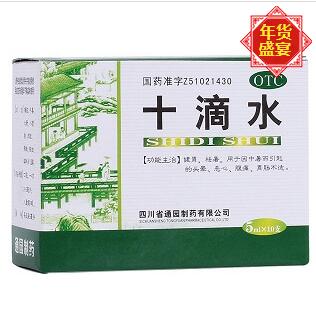 年货
盛宴
国药准字Z51021430
OTC
十滴水
SHIDI SHUI
【功能主治】健胃，祛暑。用于因中暑而引起
的头晕、恶心、腹痛、胃肠不适。
四川省通园制药有限公司
SICHUANSHENGTONGYUANPHARMACEUTICALCO.,LTD
5ml×10支
通园制药